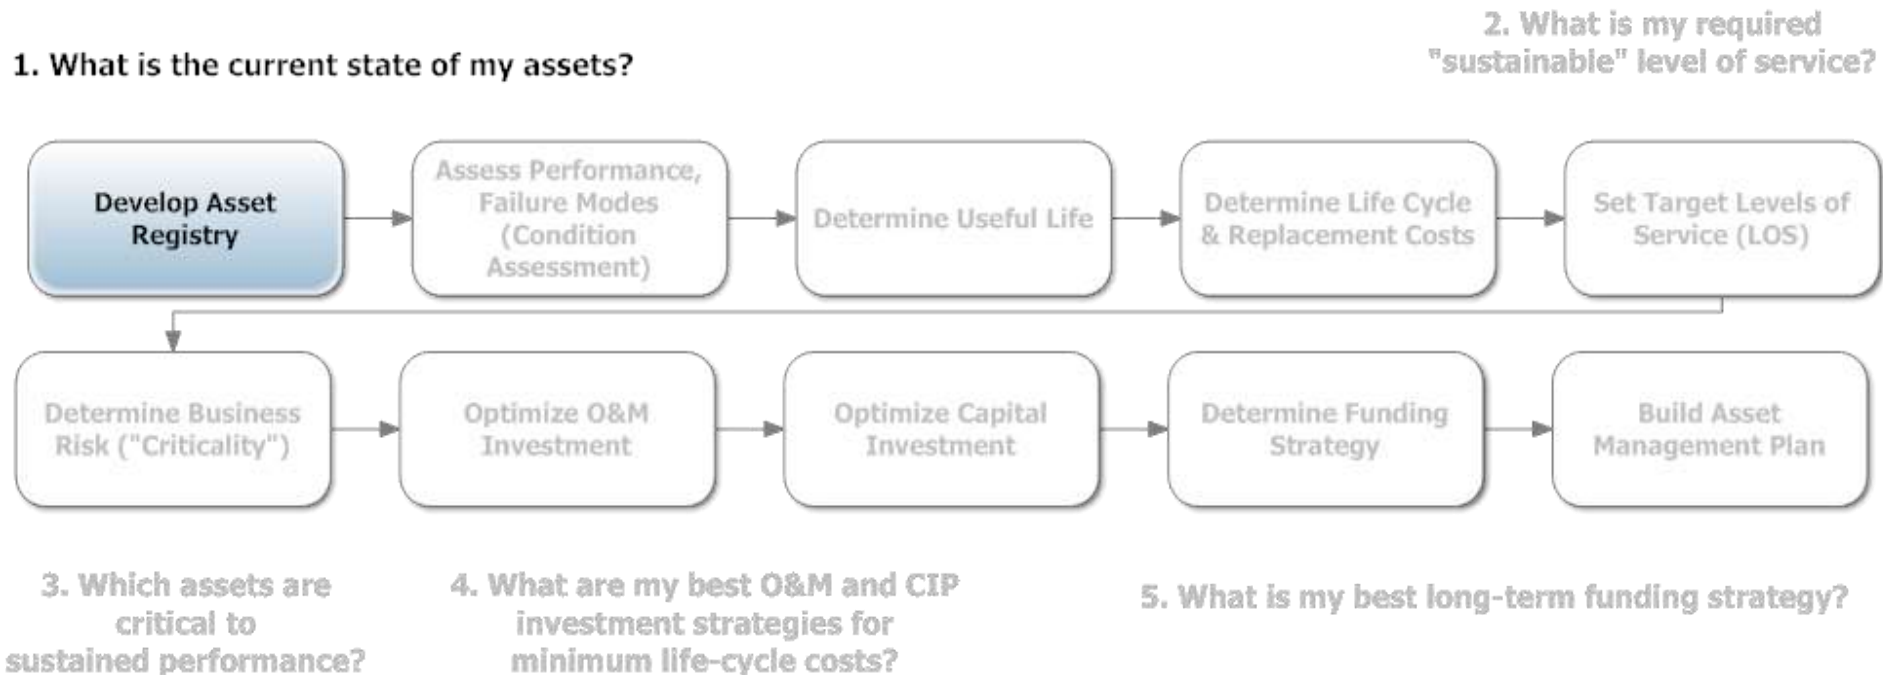 2. What is my required
"sustainable" level of service?
1. What is the current state of my assets?
Develop Asset
Registry
Assess Performance,
Failure Modes
(Condition
Assessment)
Determine Useful Life
Determine Life Cycle
& Replacement Costs
Set Target Levels of
Service (LOS)
Determine Business
Risk ("Criticality")
Optimize O&M
Investment
Optimize Capital
Investment
Determine Funding
Strategy
Build Asset
Management Plan
3. Which assets are
critical to
sustained performance?
4. What are my best O&M and CIP
investment strategies for
minimum life-cycle costs?
5. What is my best long-term funding strategy?